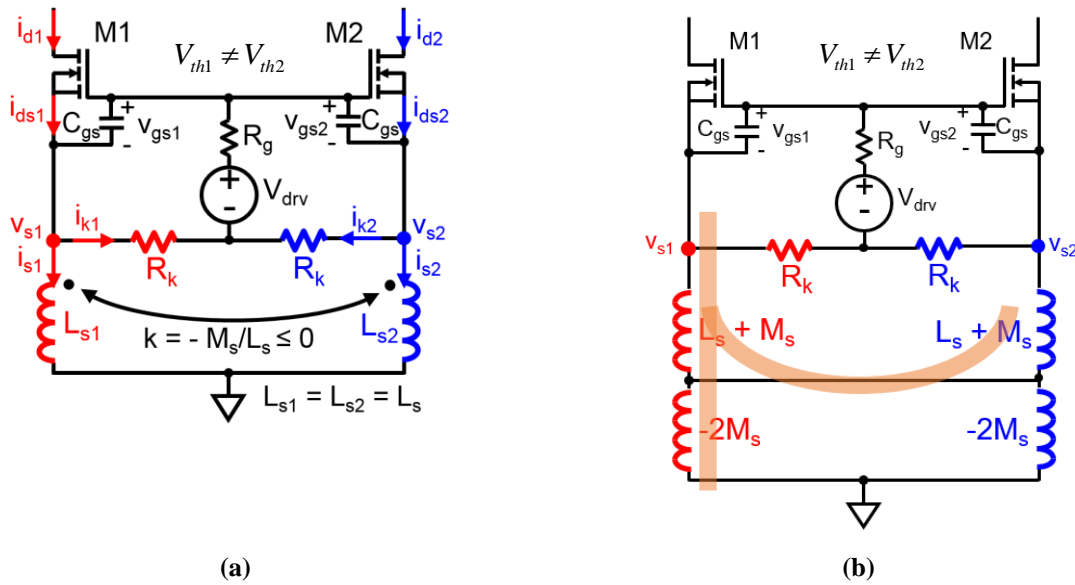 i_d1 M1 M2 i_d2
V_th1 ≠ V_th2
i_ds1 C_gs + v_gs1 - R_g v_gs2 + - C_gs i_ds2
+ - V_drv
v_s1 i_k1 i_k2 v_s2
i_s1 R_k R_k i_s2
L_s1 L_s2
k = - M_s/L_s ≤ 0
L_s1 = L_s2 = L_s
(a)
M1 M2
V_th1 ≠ V_th2
C_gs + v_gs1 - R_g v_gs2 + - C_gs
+ - V_drv
v_s1 v_s2
R_k R_k
L_s + M_s L_s + M_s
-2M_s -2M_s
(b)